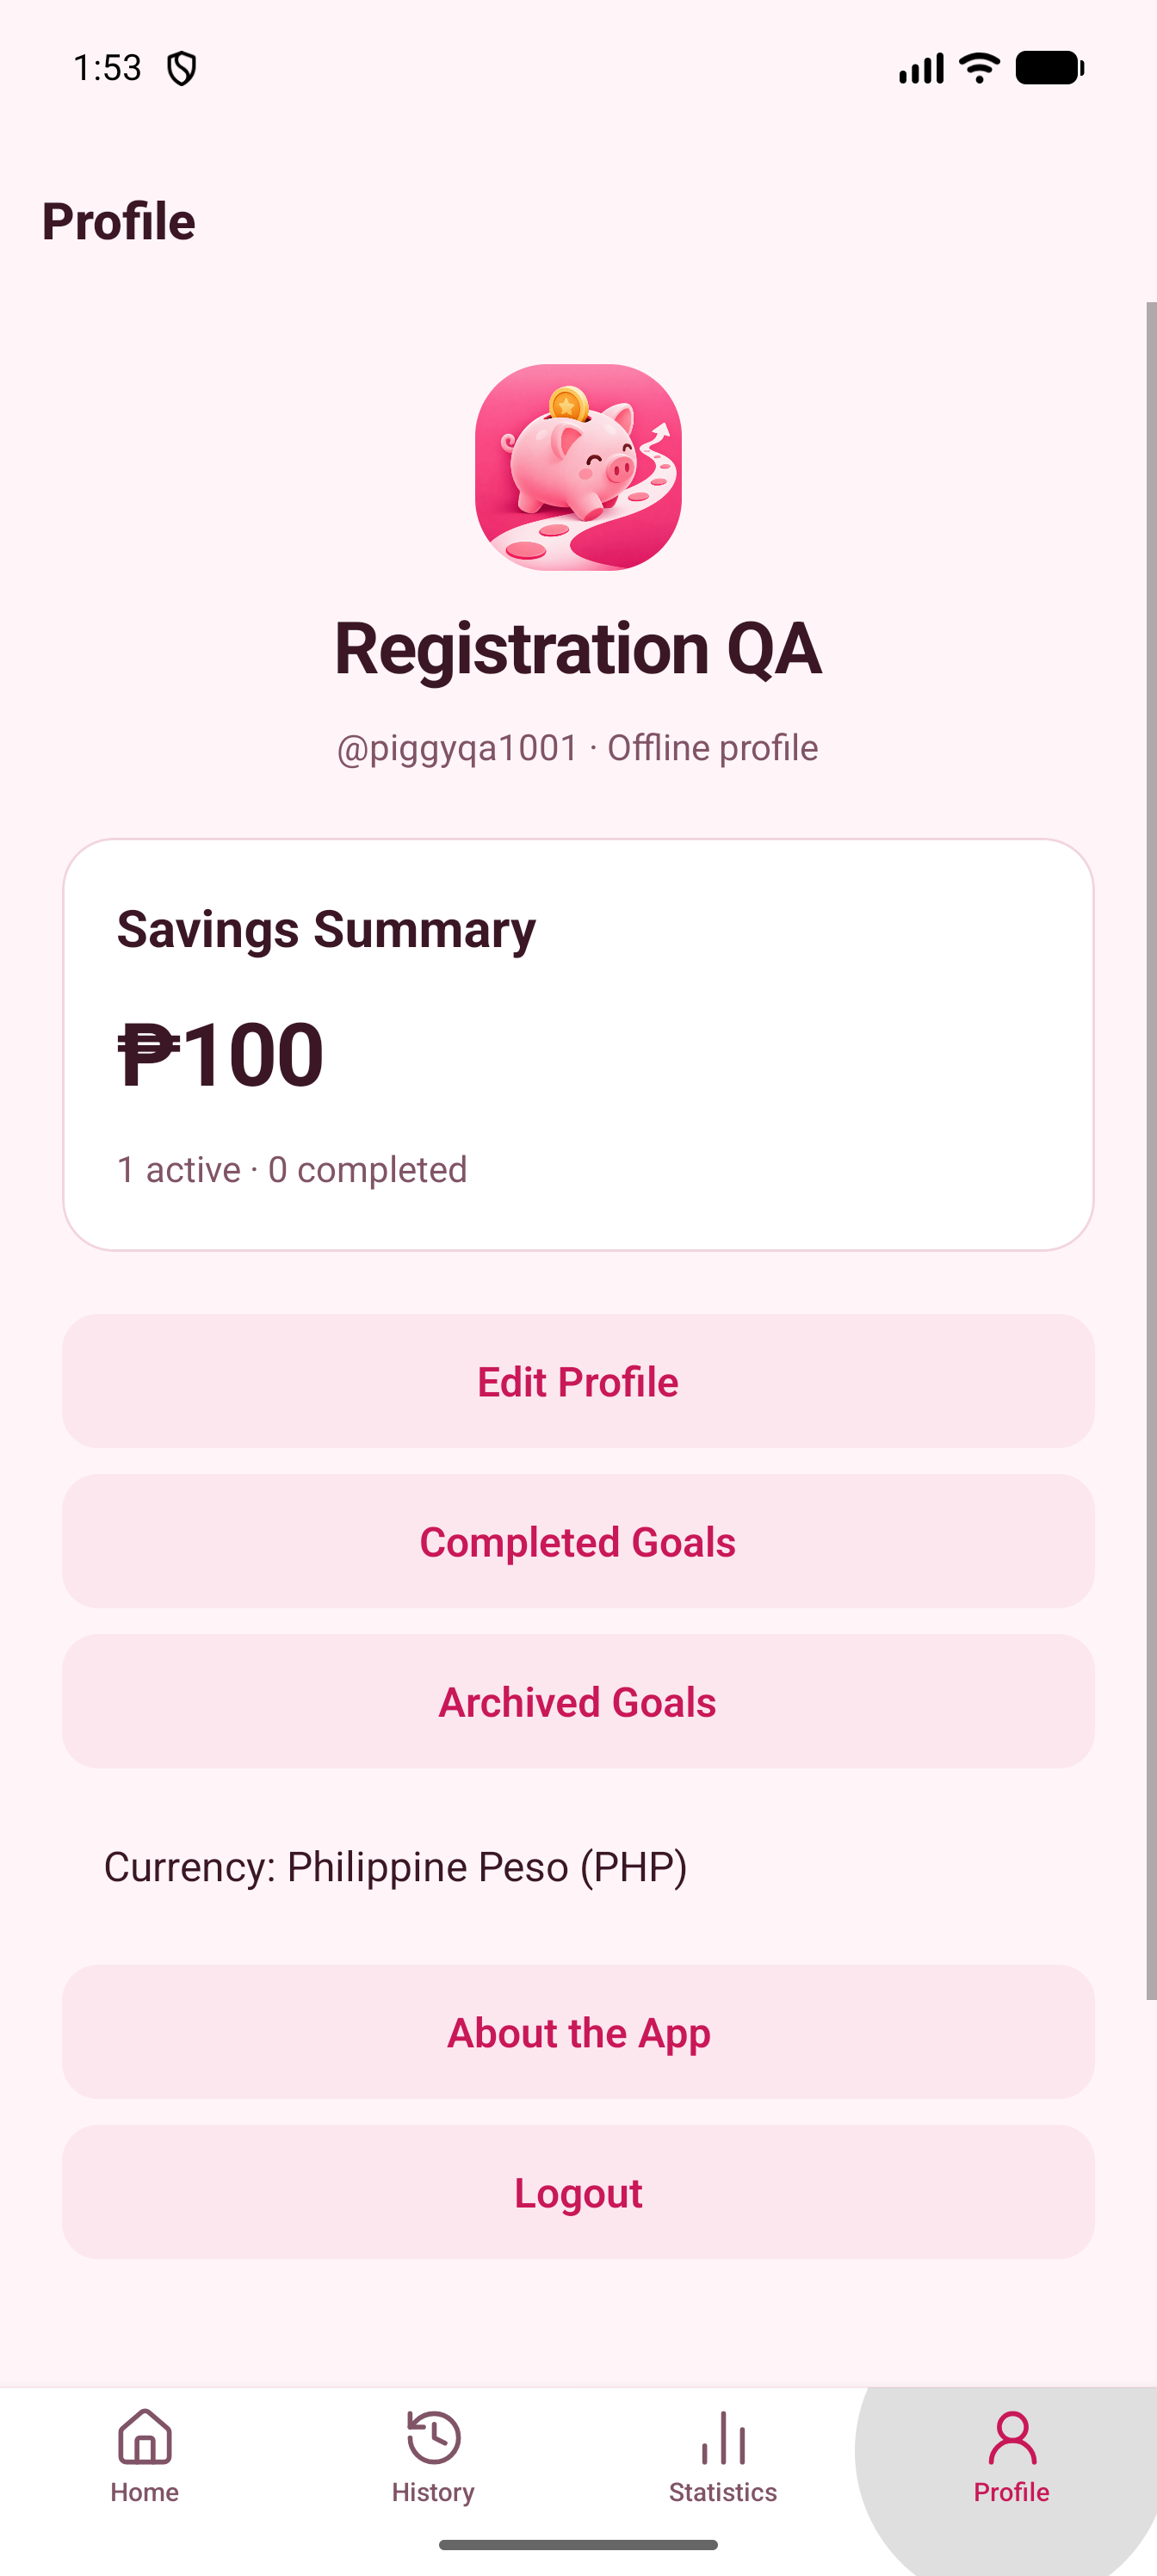 1:53
Profile
Registration QA
@piggyqa1001 · Offline profile
Savings Summary
₱100
1 active · 0 completed
Edit Profile
Completed Goals
Archived Goals
Currency: Philippine Peso (PHP)
About the App
Logout
Home
History
Statistics
Profile